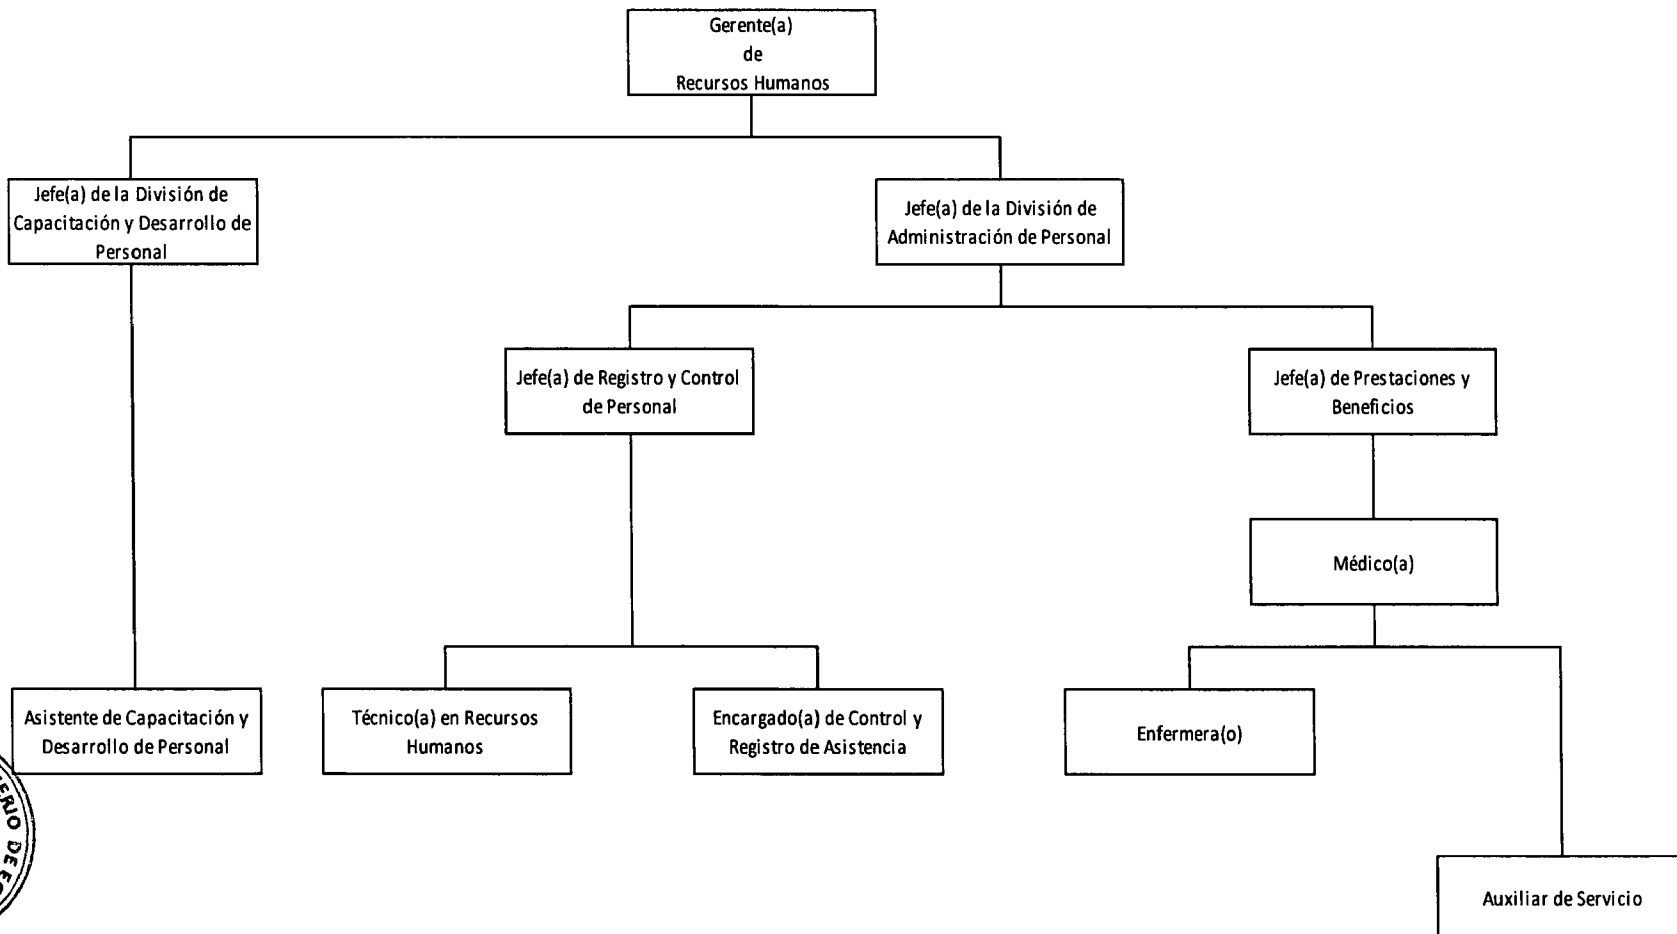 Gerente(a)
de
Recursos Humanos
Jefe(a) de la División de
Capacitación y Desarrollo de
Personal
Jefe(a) de la División de
Administración de Personal
Jefe(a) de Registro y Control
de Personal
Jefe(a) de Prestaciones y
Beneficios
Médico(a)
Asistente de Capacitación y
Desarrollo de Personal
Técnico(a) en Recursos
Humanos
Encargado(a) de Control y
Registro de Asistencia
Enfermera(o)
Auxiliar de Servicio
DE